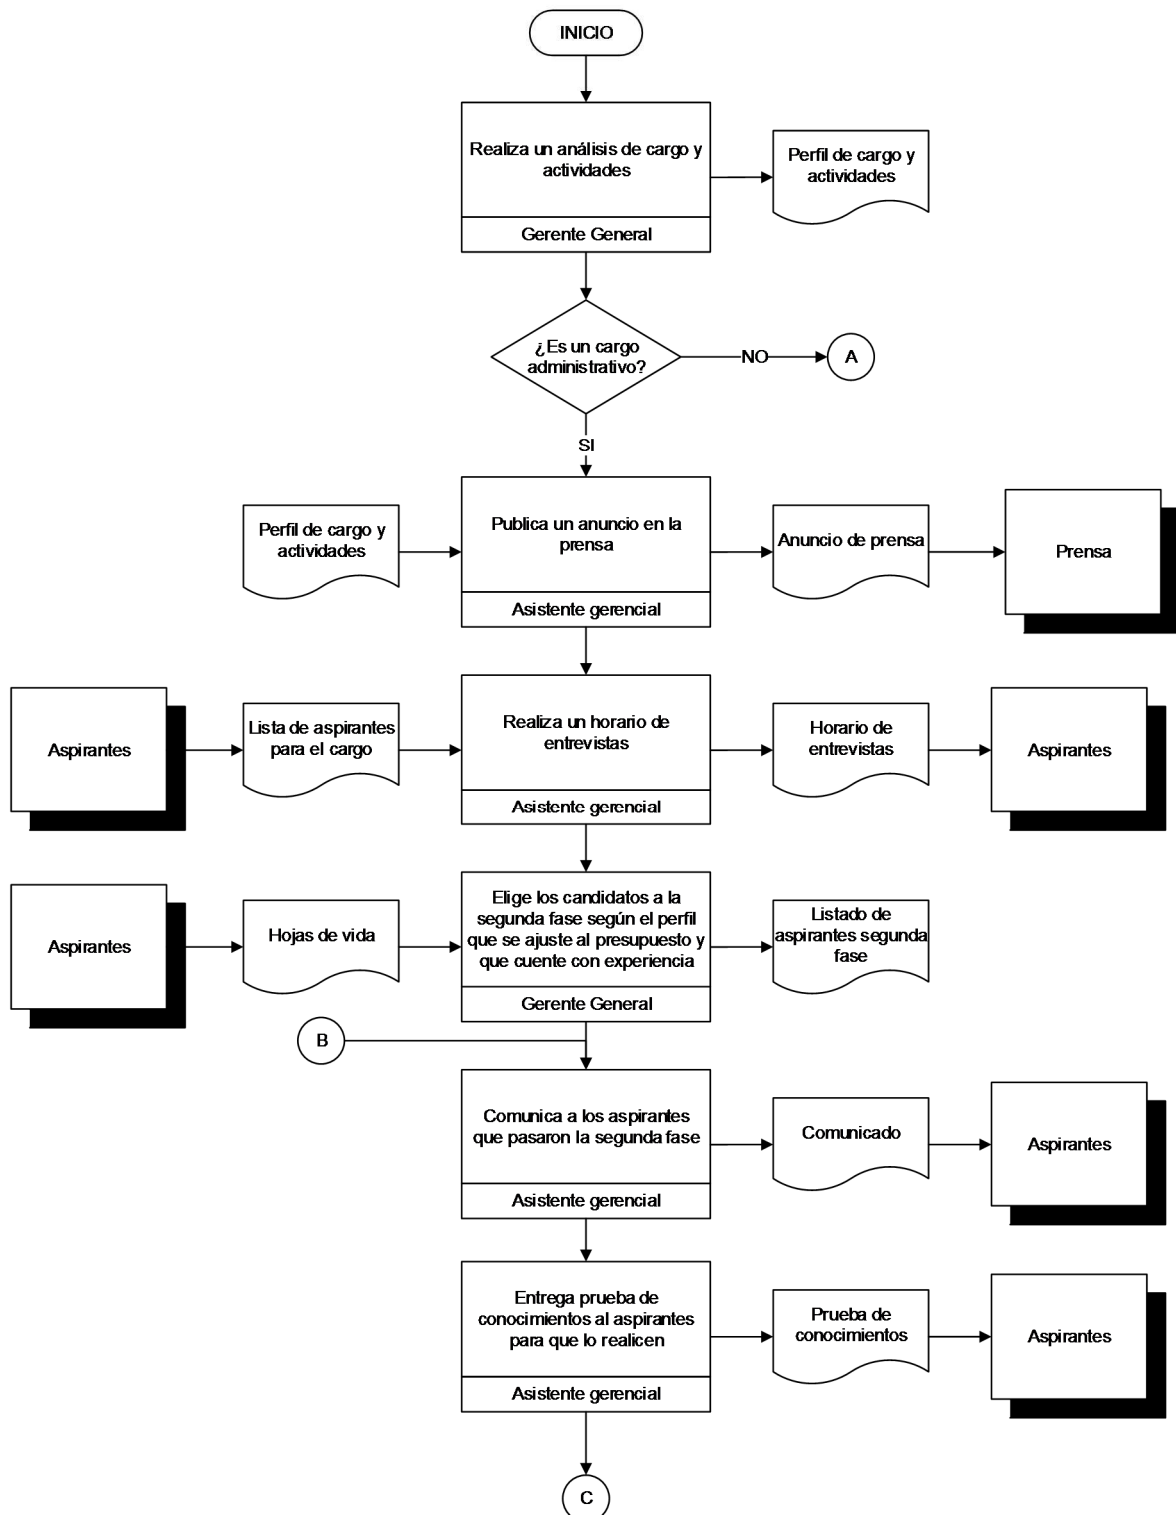 INICIO
Realiza un análisis de cargo y
actividades
Gerente General
Perfil de cargo y
actividades
¿Es un cargo
administrativo?
NO
A
SI
Perfil de cargo y
actividades
Publica un anuncio en la
prensa
Asistente gerencial
Anuncio de prensa
Prensa
Aspirantes
Lista de aspirantes
para el cargo
Realiza un horario de
entrevistas
Asistente gerencial
Horario de
entrevistas
Aspirantes
Aspirantes
Hojas de vida
Elige los candidatos a la
segunda fase según el perfil
que se ajuste al presupuesto y
que cuente con experiencia
Gerente General
Listado de
aspirantes segunda
fase
B
Comunica a los aspirantes
que pasaron la segunda fase
Asistente gerencial
Comunicado
Aspirantes
Entrega prueba de
conocimientos al aspirantes
para que lo realicen
Asistente gerencial
Prueba de
conocimientos
Aspirantes
C